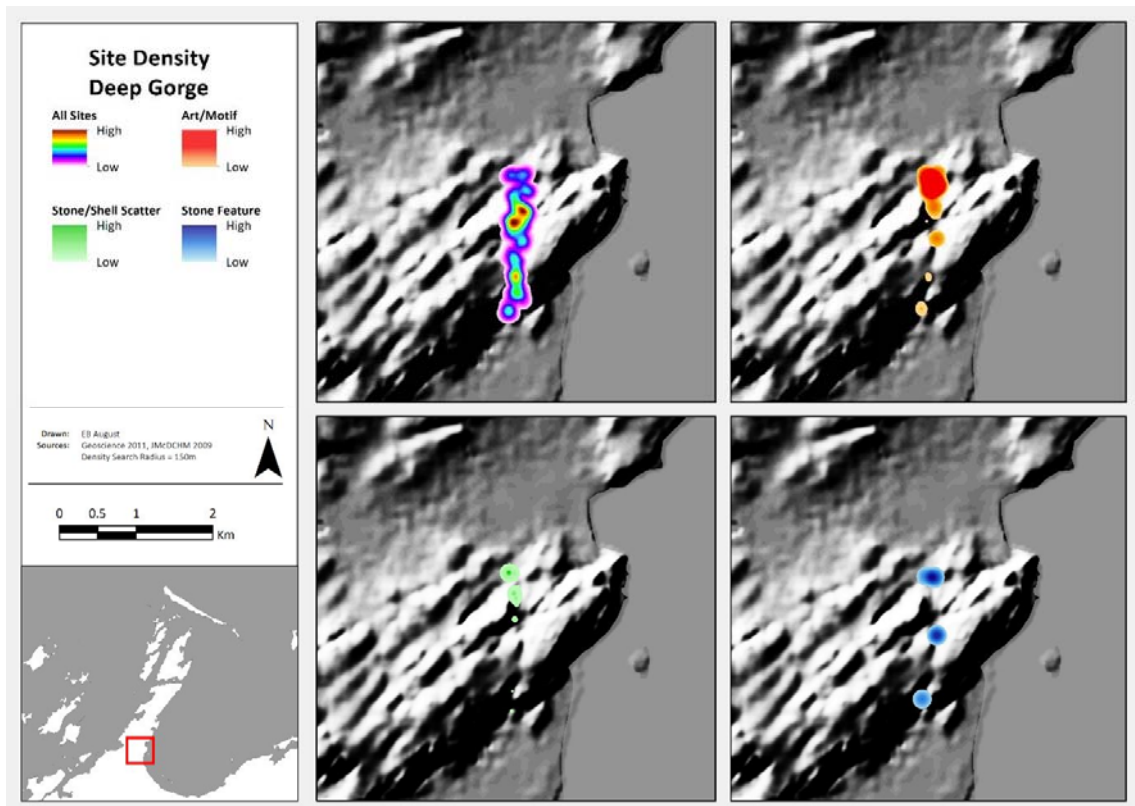 Site Density
Deep Gorge
All Sites
High
Low
Art/Motif
High
Low
Stone/Shell Scatter
High
Low
Stone Feature
High
Low
Drawn: EB August
Sources: Geoscience 2011, JMcDCHM 2009
Density Search Radius = 150m
N
0 0.5 1 2
Km